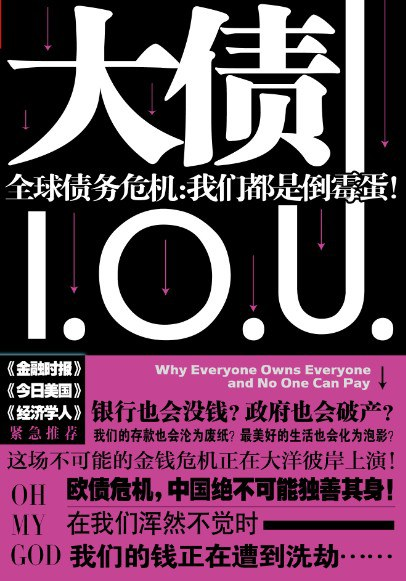 大债
全球债务危机:我们都是倒霉蛋!
I.O.U.
《金融时报》
《今日美国》
《经济学人》
紧急推荐
Why Everyone Owns Everyone
and No One Can Pay
银行也会没钱?政府也会破产?
我们的存款也会沦为废纸?最美好的生活也会化为泡影?
这场不可能的金钱危机正在大洋彼岸上演!
OH
MY
GOD
欧债危机，中国绝不可能独善其身!
在我们浑然不觉时
我们的钱正在遭到洗劫……